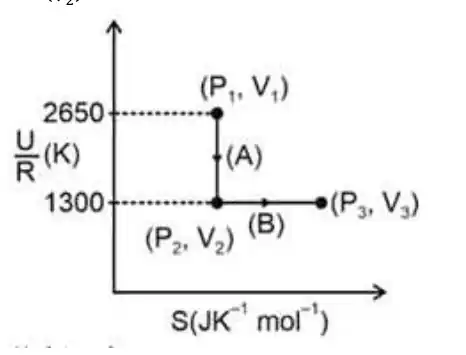 (P₁, V₁)
2650
U/R (K)
(A)
1300
(P₃, V₃)
(P₂, V₂)
(B)
S(JK⁻¹ mol⁻¹)